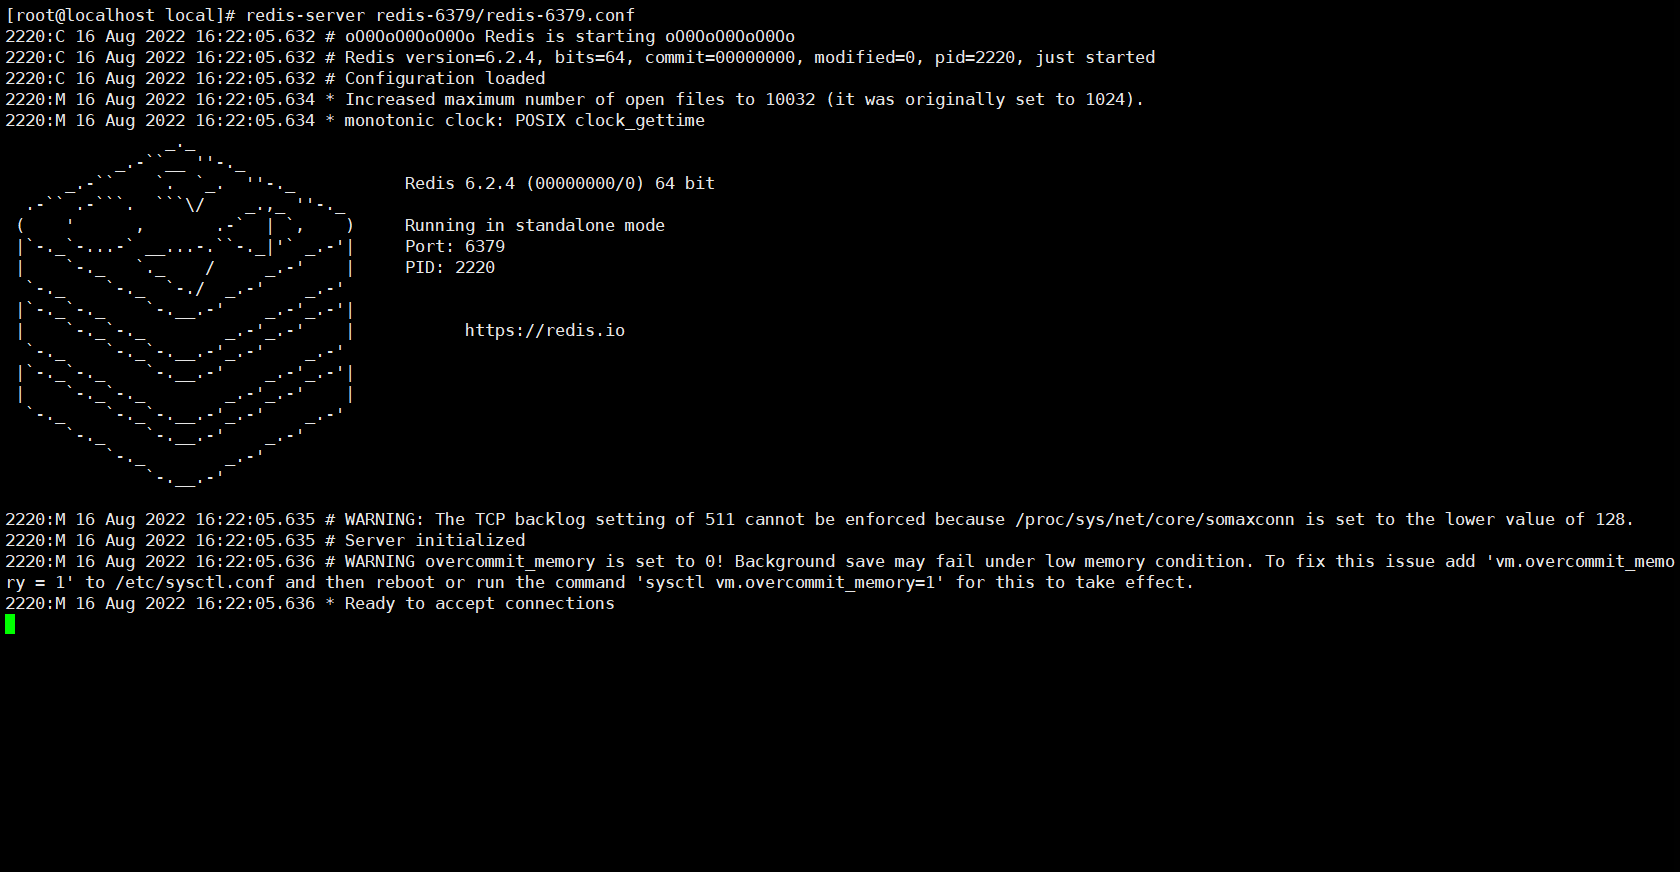 [root@localhost local]# redis-server redis-6379/redis-6379.conf
2220:C 16 Aug 2022 16:22:05.632 # oO0OoO0OoO0Oo Redis is starting oO0OoO0OoO0Oo
2220:C 16 Aug 2022 16:22:05.632 # Redis version=6.2.4, bits=64, commit=00000000, modified=0, pid=2220, just started
2220:C 16 Aug 2022 16:22:05.632 # Configuration loaded
2220:M 16 Aug 2022 16:22:05.634 * Increased maximum number of open files to 10032 (it was originally set to 1024).
2220:M 16 Aug 2022 16:22:05.634 * monotonic clock: POSIX clock_gettime
Redis 6.2.4 (00000000/0) 64 bit
Running in standalone mode
Port: 6379
PID: 2220
https://redis.io
2220:M 16 Aug 2022 16:22:05.635 # WARNING: The TCP backlog setting of 511 cannot be enforced because /proc/sys/net/core/somaxconn is set to the lower value of 128.
2220:M 16 Aug 2022 16:22:05.635 # Server initialized
2220:M 16 Aug 2022 16:22:05.636 # WARNING overcommit_memory is set to 0! Background save may fail under low memory condition. To fix this issue add 'vm.overcommit_memo
ry = 1' to /etc/sysctl.conf and then reboot or run the command 'sysctl vm.overcommit_memory=1' for this to take effect.
2220:M 16 Aug 2022 16:22:05.636 * Ready to accept connections